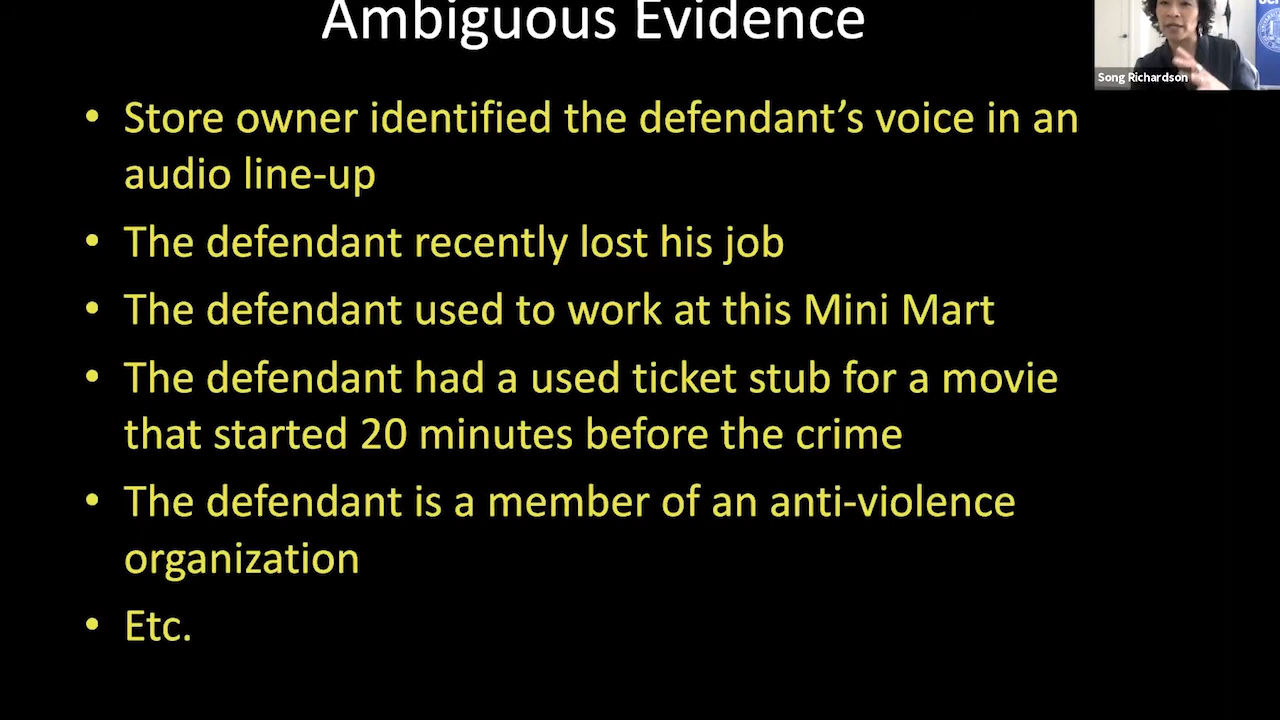 Ambiguous Evidence
Song Richardson
• Store owner identified the defendant’s voice in an
audio line-up
• The defendant recently lost his job
• The defendant used to work at this Mini Mart
• The defendant had a used ticket stub for a movie
that started 20 minutes before the crime
• The defendant is a member of an anti-violence
organization
• Etc.